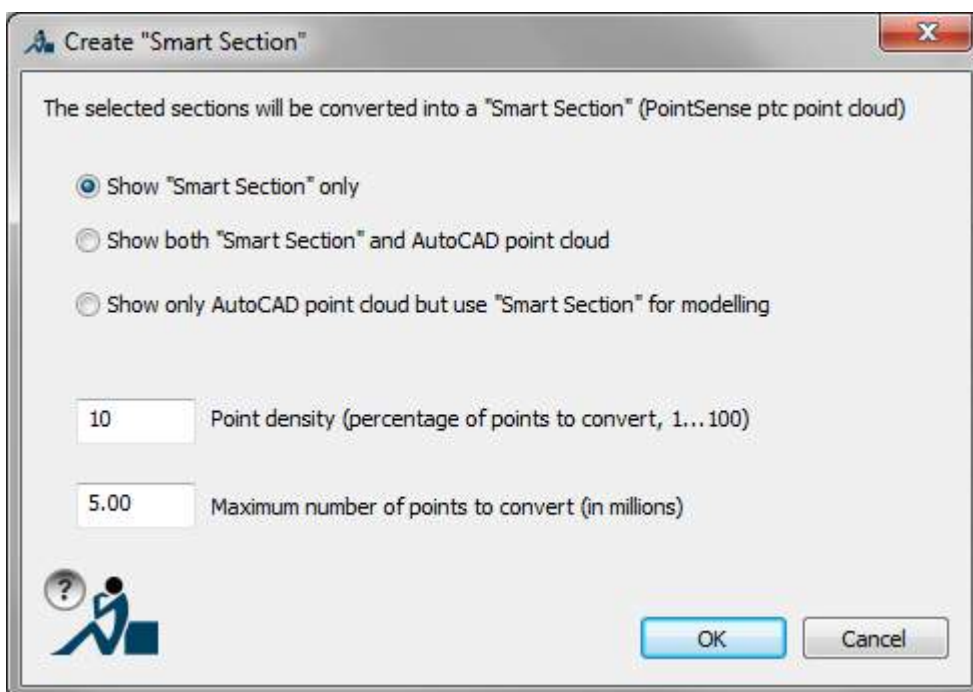 Create "Smart Section"
The selected sections will be converted into a "Smart Section" (PointSense ptc point cloud)
Show "Smart Section" only
Show both "Smart Section" and AutoCAD point cloud
Show only AutoCAD point cloud but use "Smart Section" for modelling
10 Point density (percentage of points to convert, 1...100)
5.00 Maximum number of points to convert (in millions)
?
OK Cancel